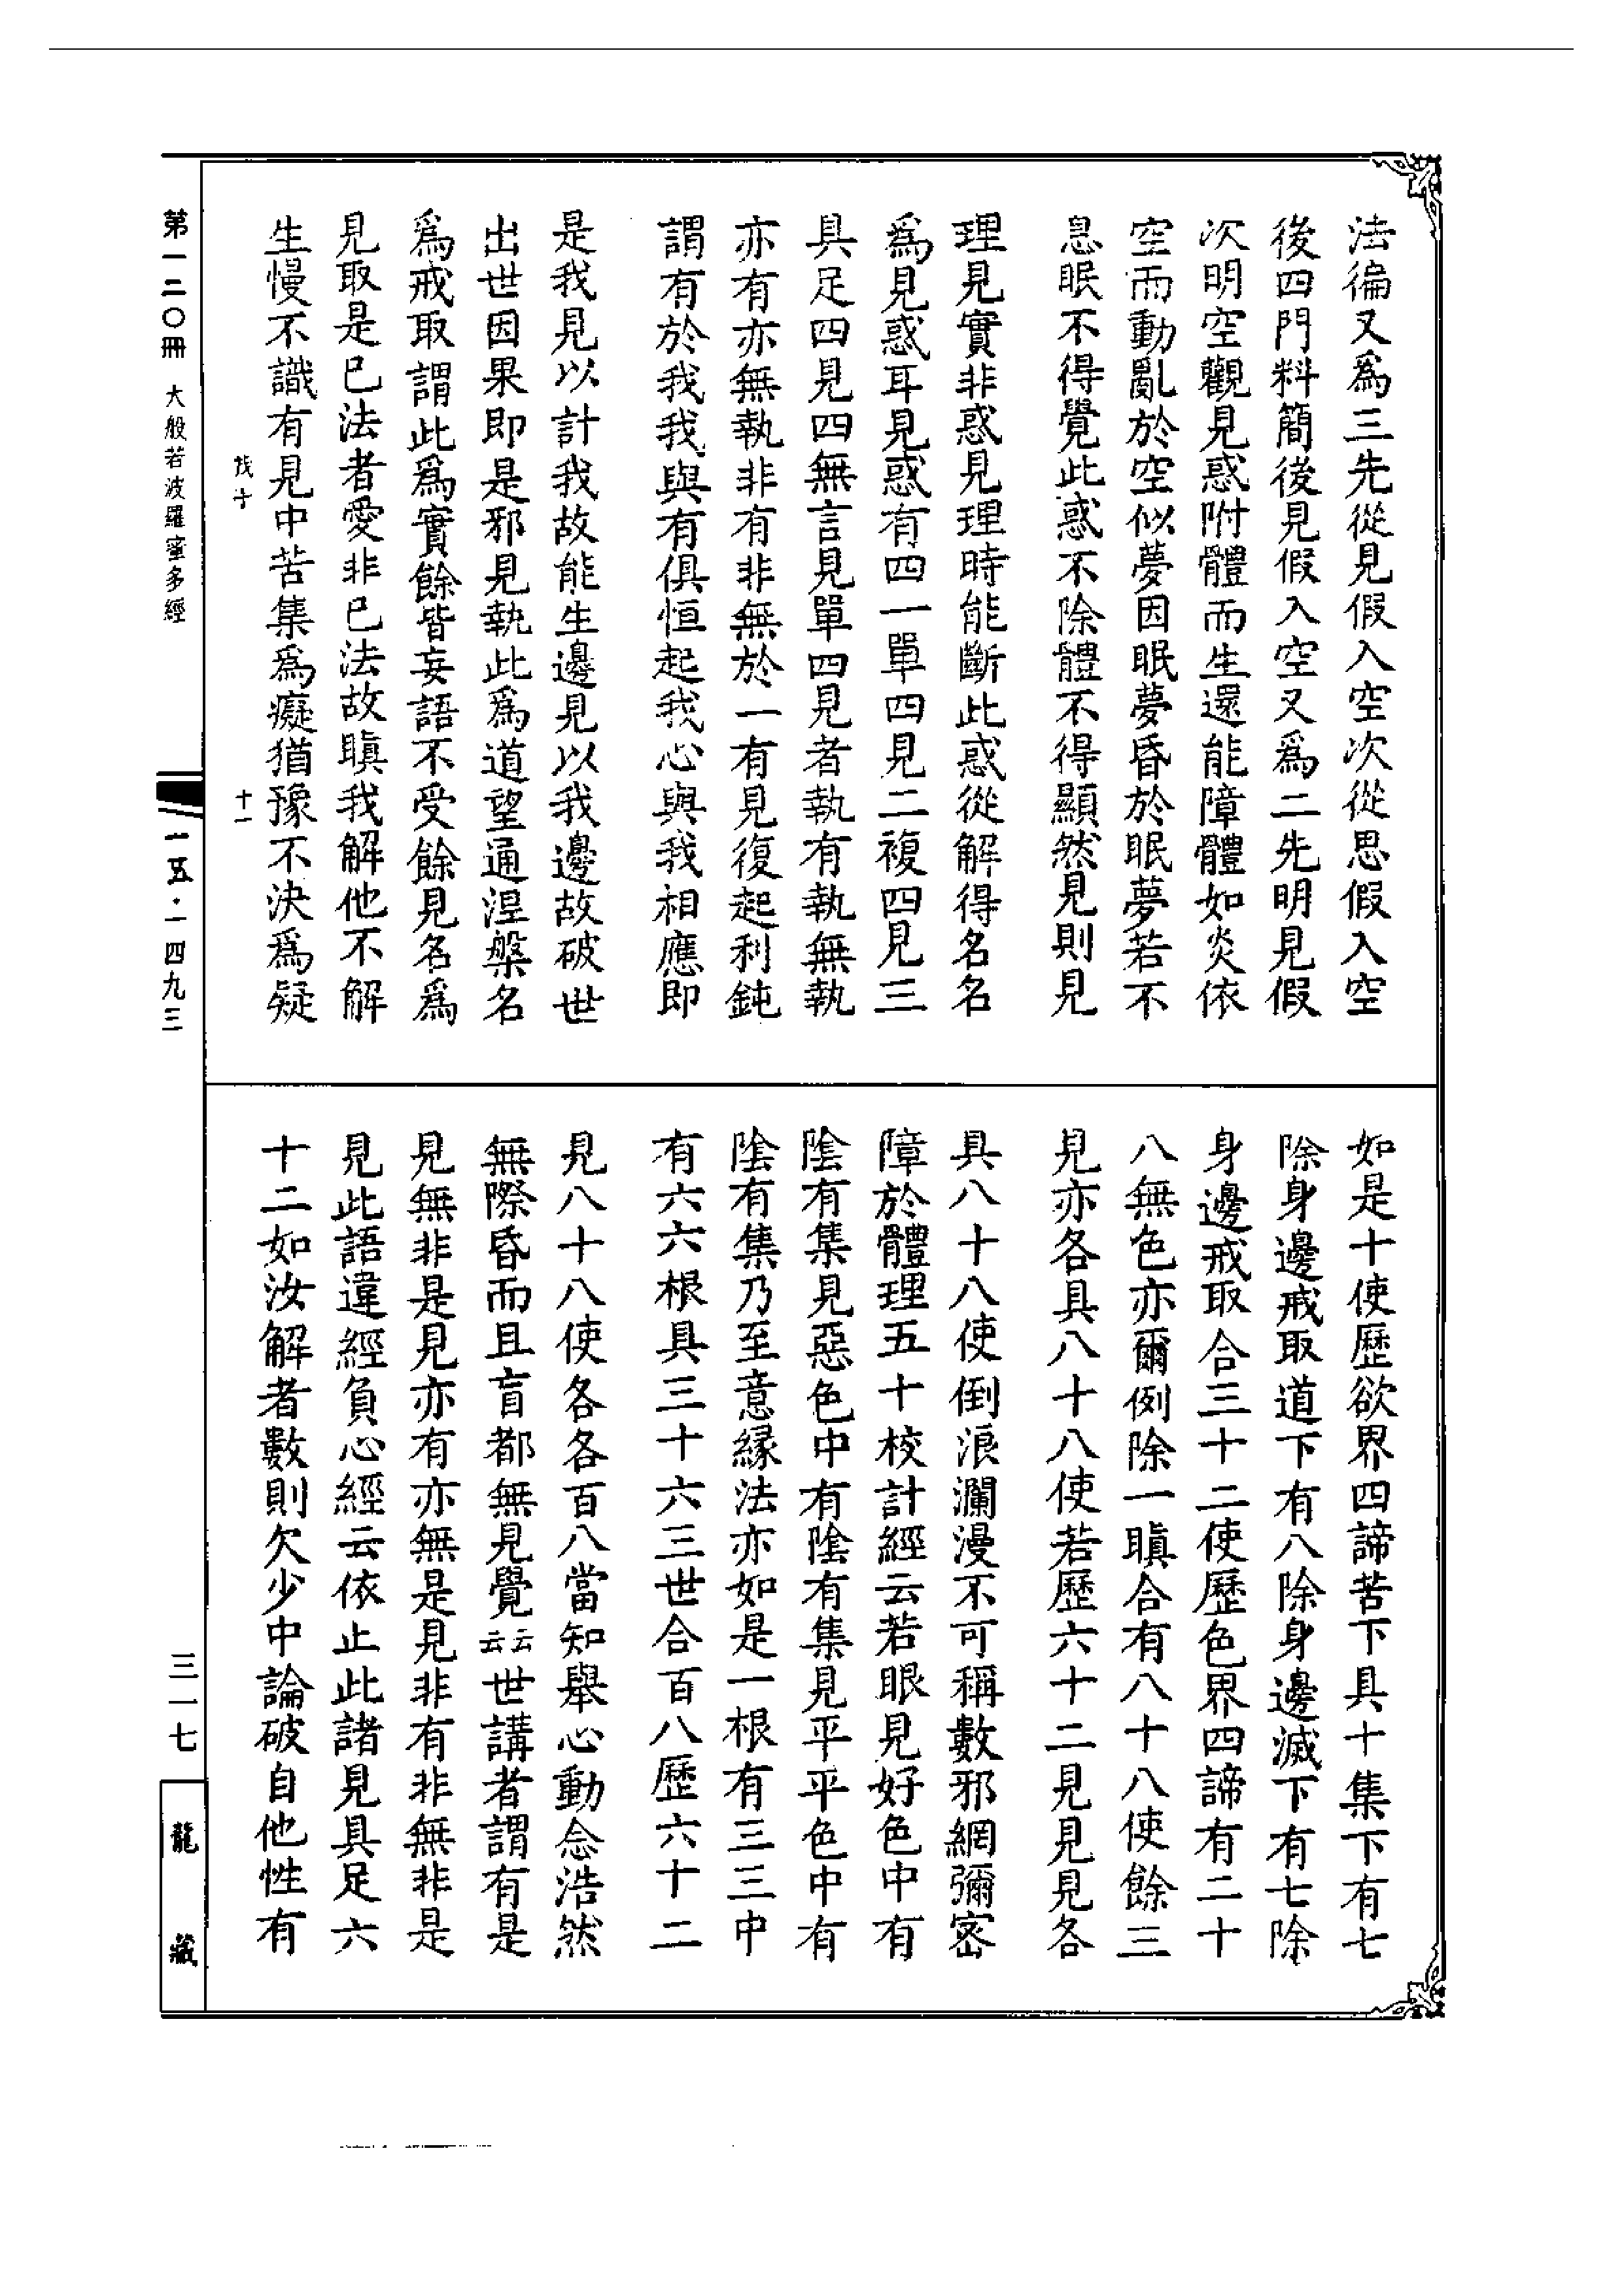 法徧又爲三先從見假入空次從思假入空
後四門料簡後見假入空又爲二先明見假
次明空觀見惑附體而生還能障體如炎依
空而動亂於空似夢因眠夢昏於眠夢若不
息眠不得覺此惑不除體不得顯然見則見
理見實非惑見理時能斷此惑從解得名名
爲見惑耳見惑有四一單四見二複四見三
具足四見四無言見單四見者執有執無執
亦有亦無執非有非無於一有見復起利鈍
謂有於我我與有俱恒起我心與我相應即
是我見以計我故能生邊見以我邊故破世
出世因果即是邪見執此爲道望通涅槃名
爲戒取謂此爲實餘皆妄語不受餘見名爲
見取是已法者愛非已法故瞋我解他不解
生慢不識有見中苦集爲癡猶豫不決爲疑
十一
如是十使歷欲界四諦苦下具十集下有七
除身邊戒取道下有八除身邊滅下有七除
身邊戒取合三十二使歷色界四諦有二十
八無色亦爾例除一瞋合有八十八使餘三
見亦各具八十八使若歷六十二見見見各
具八十八使倒浪瀾漫不可稱數邪網彌密
障於體理五十校計經云若眼見好色中有
陰有集見惡色中有陰有集見平平色中有
陰有集乃至意緣法亦如是一根有三三中
有六六根具三十六三世合百八歷六十二
見八十八使各各百八當知舉心動念浩然
無際昏而且盲都無見覺云云世講者謂有是
見無非是見亦有亦無是見非有非無非是
見此語違經負心經云依止此諸見具足六
十二如汝解者數則欠少中論破自他性有
第一二〇冊 大般若波羅蜜多經
一五·一四九三
三一七
龍藏